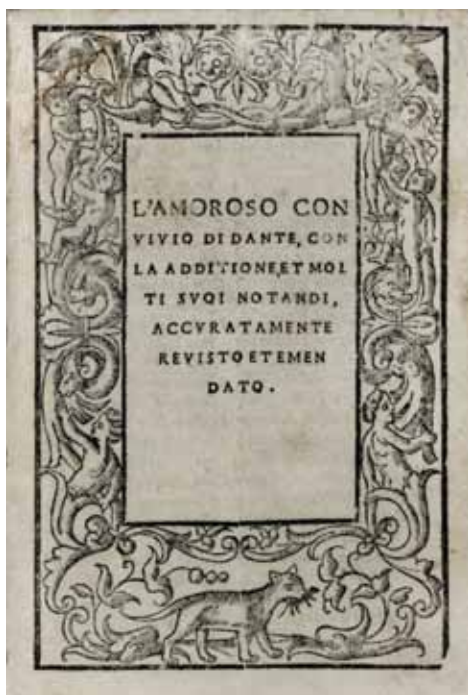 L'AMOROSO CON
VIVIO DI DANTE, CON
LA ADDITIONE, ET MOL
TI SVOI NOTANDI,
ACCVRATAMENTE
REVISTO ET EMEN
DATO.